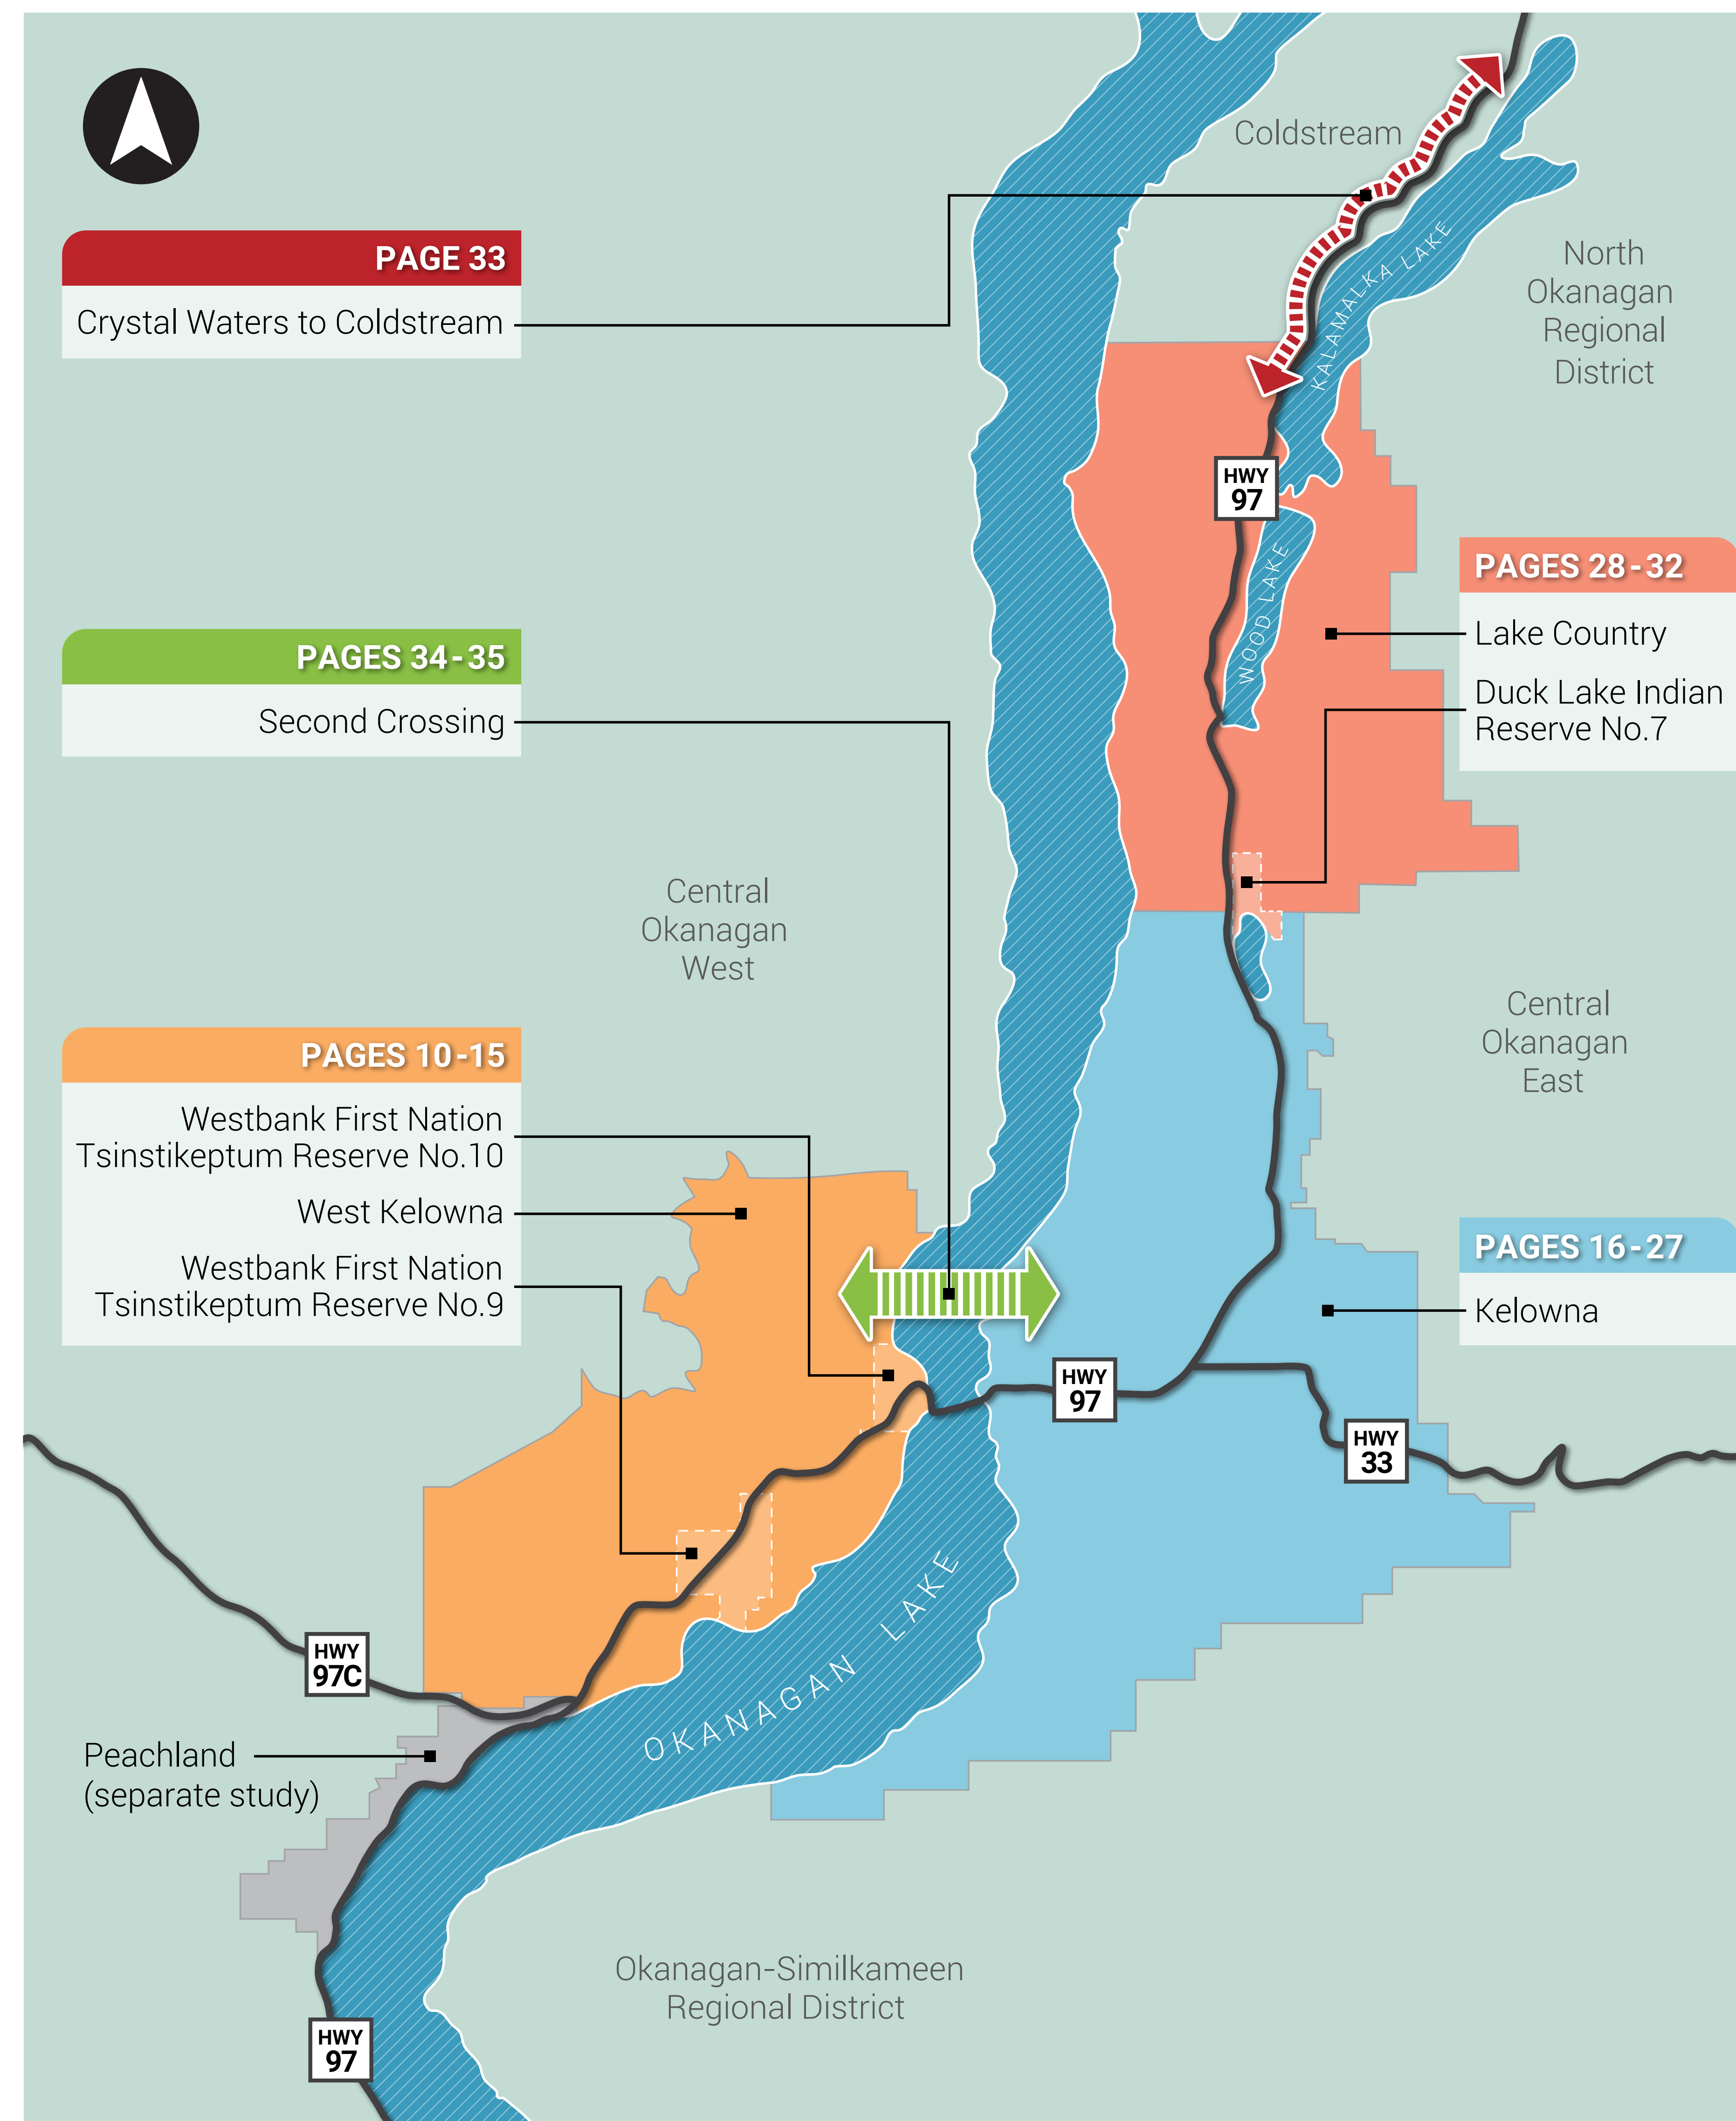 Coldstream
PAGE 33
Crystal Waters to Coldstream
KALAMALKA LAKE
North
Okanagan
Regional
District
HWY
97
WOOD LAKE
PAGES 28-32
Lake Country
Duck Lake Indian
Reserve No.7
PAGES 34-35
Second Crossing
Central
Okanagan
West
Central
Okanagan
East
PAGES 10-15
Westbank First Nation
Tsinstikeptum Reserve No.10
West Kelowna
Westbank First Nation
Tsinstikeptum Reserve No.9
PAGES 16-27
Kelowna
HWY
97
HWY
33
OKANAGAN LAKE
HWY
97C
Peachland
(separate study)
Okanagan-Similkameen
Regional District
HWY
97